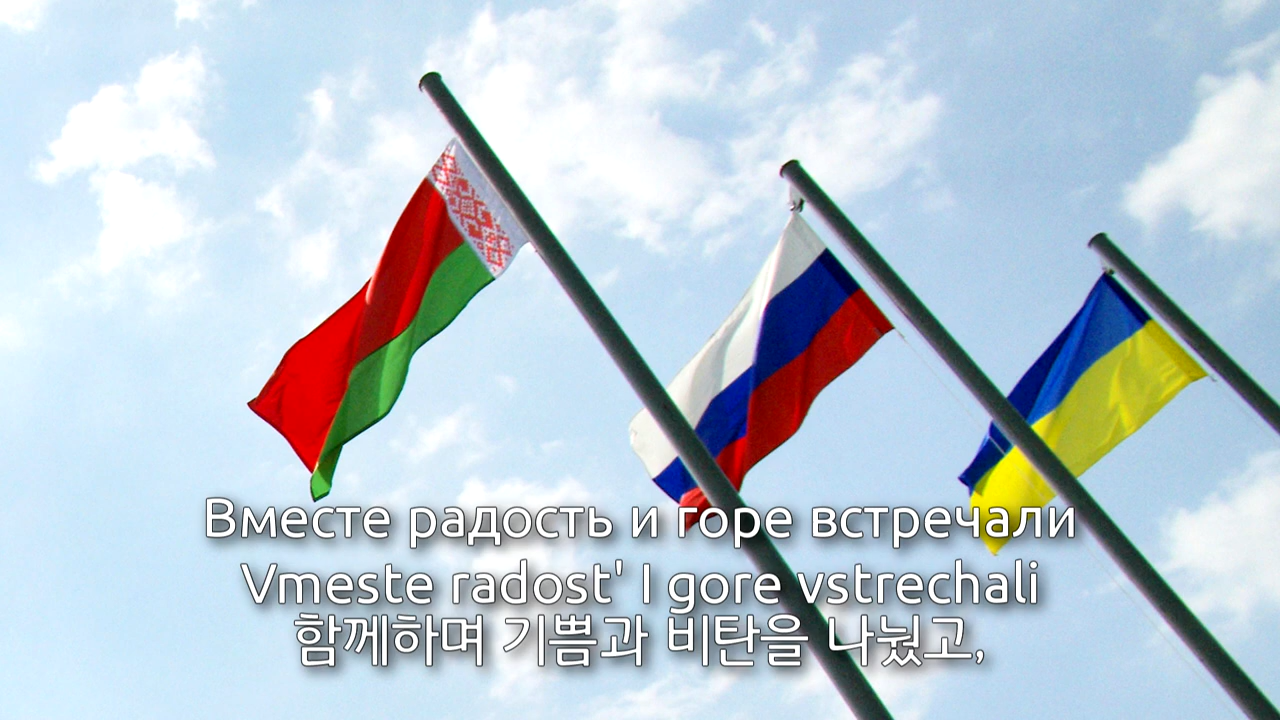 Вместе радость и горе встречали
Vmeste radost' I gore vstrechali
함께하며 기쁨과 비탄을 나눴고,